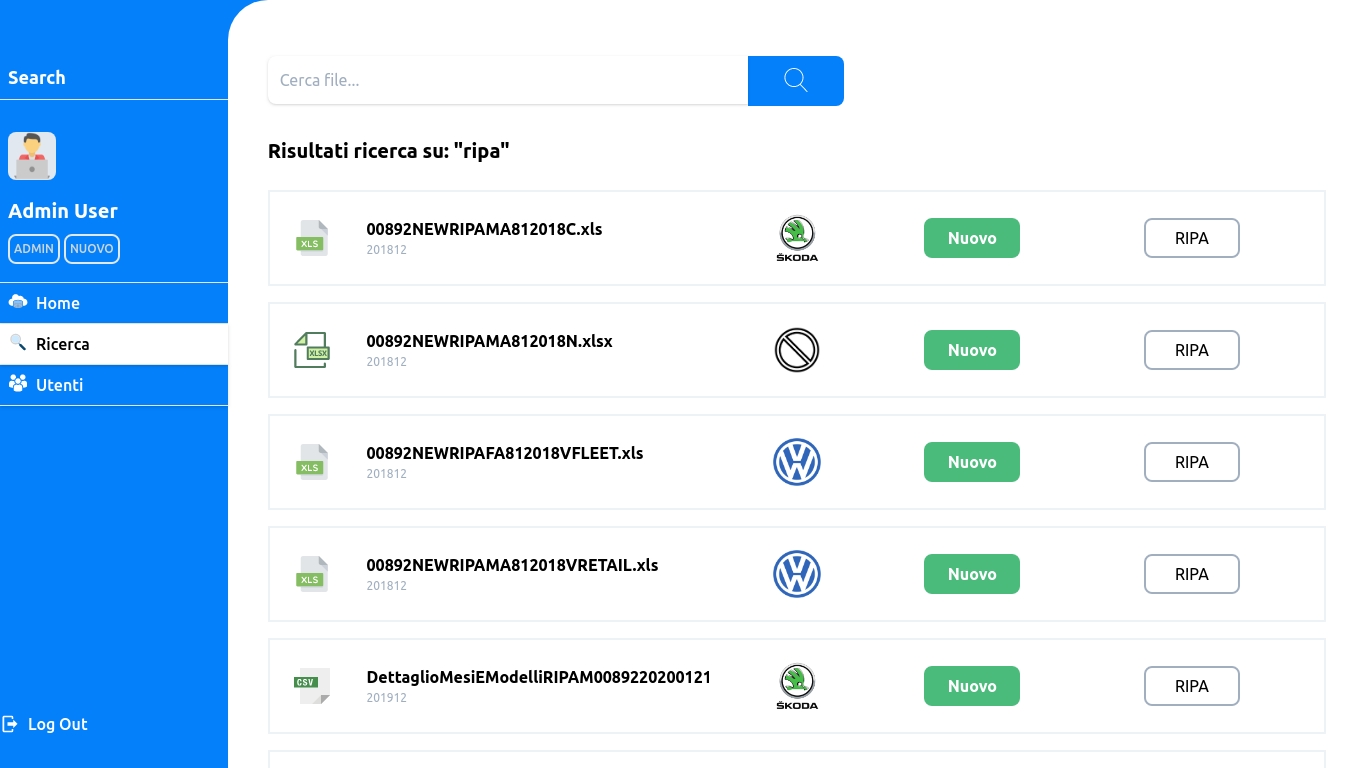 Search
Admin User
ADMIN NUOVO
Home
Ricerca
Utenti
Log Out
Cerca file...
Risultati ricerca su: "ripa"
XLS 00892NEWRIPAMA812018C.xls ŠKODA Nuovo RIPA
201812
XLSX 00892NEWRIPAMA812018N.xlsx Nuovo RIPA
201812
XLS 00892NEWRIPAFA812018VFLEET.xls Nuovo RIPA
201812
XLS 00892NEWRIPAMA812018VRETAIL.xls Nuovo RIPA
201812
CSV DettaglioMesiEModelliRIPAM0089220200121 ŠKODA Nuovo RIPA
201912